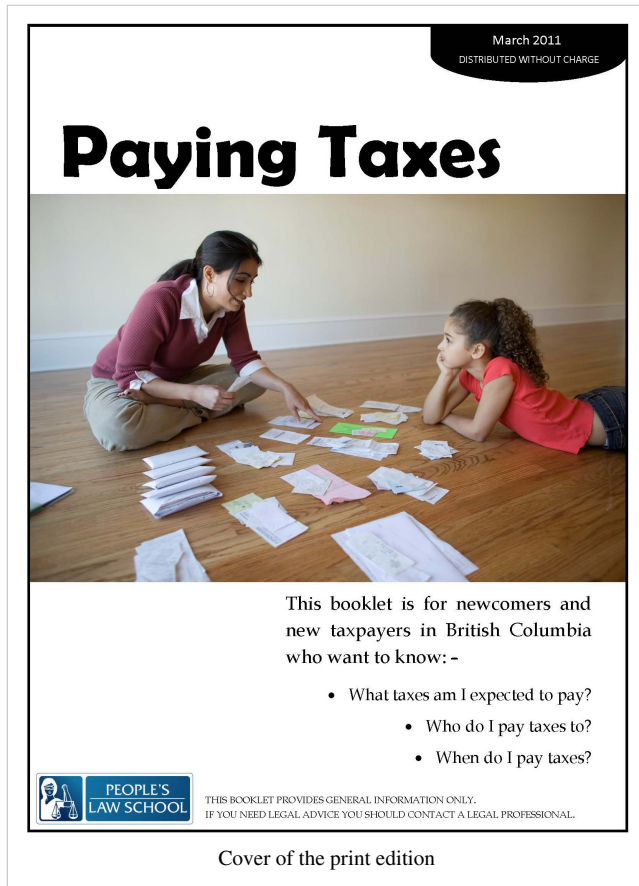 March 2011
DISTRIBUTED WITHOUT CHARGE
Paying Taxes
This booklet is for newcomers and
new taxpayers in British Columbia
who want to know: -
• What taxes am I expected to pay?
• Who do I pay taxes to?
• When do I pay taxes?
PEOPLE'S
LAW SCHOOL
THIS BOOKLET PROVIDES GENERAL INFORMATION ONLY.
IF YOU NEED LEGAL ADVICE YOU SHOULD CONTACT A LEGAL PROFESSIONAL.
Cover of the print edition